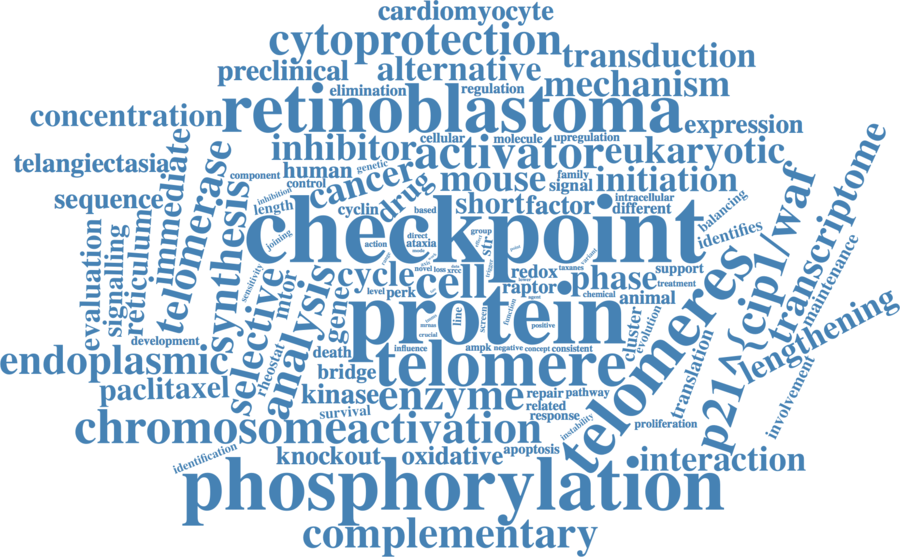 cardiomyocyte
cytoprotection
transduction
preclinical
alternative
mechanism
elimination
regulation
concentration
retinoblastoma
expression
cellular
molecule
upregulation
inhibitor
activator
eukaryotic
telangiectasia
immediate
telomerase
component
human
genetic
control
cancer
drug
mouse
family
signal
initiation
sequence
synthesis
inhibition
length
cyclin
based
short
factor
intracellular
different
balancing
p21^{cip1/waf
transcriptome
checkpoint
joining
direct
action
ataxia
group
str
identifies
evaluation
signalling
reticulum
sensitivity
mtor
cycle
novel
loss
xrcc
cell
redox
taxanes
variant
phase
support
treatment
maintenance
selective
analysis
gene
level
perk
raptor
agent
chemical
animal
protein
line
screen
function
positive
crucial
cluster
evolution
telomeres
lengthening
development
rheostat
death
influence
ampk
negative
concept
consistent
translation
endoplasmic
bridge
telomere
paclitaxel
kinase
enzyme
repair
pathway
involvement
survival
related
response
chromosome
activation
instability
proliferation
identification
knockout
oxidative
apoptosis
interaction
phosphorylation
complementary